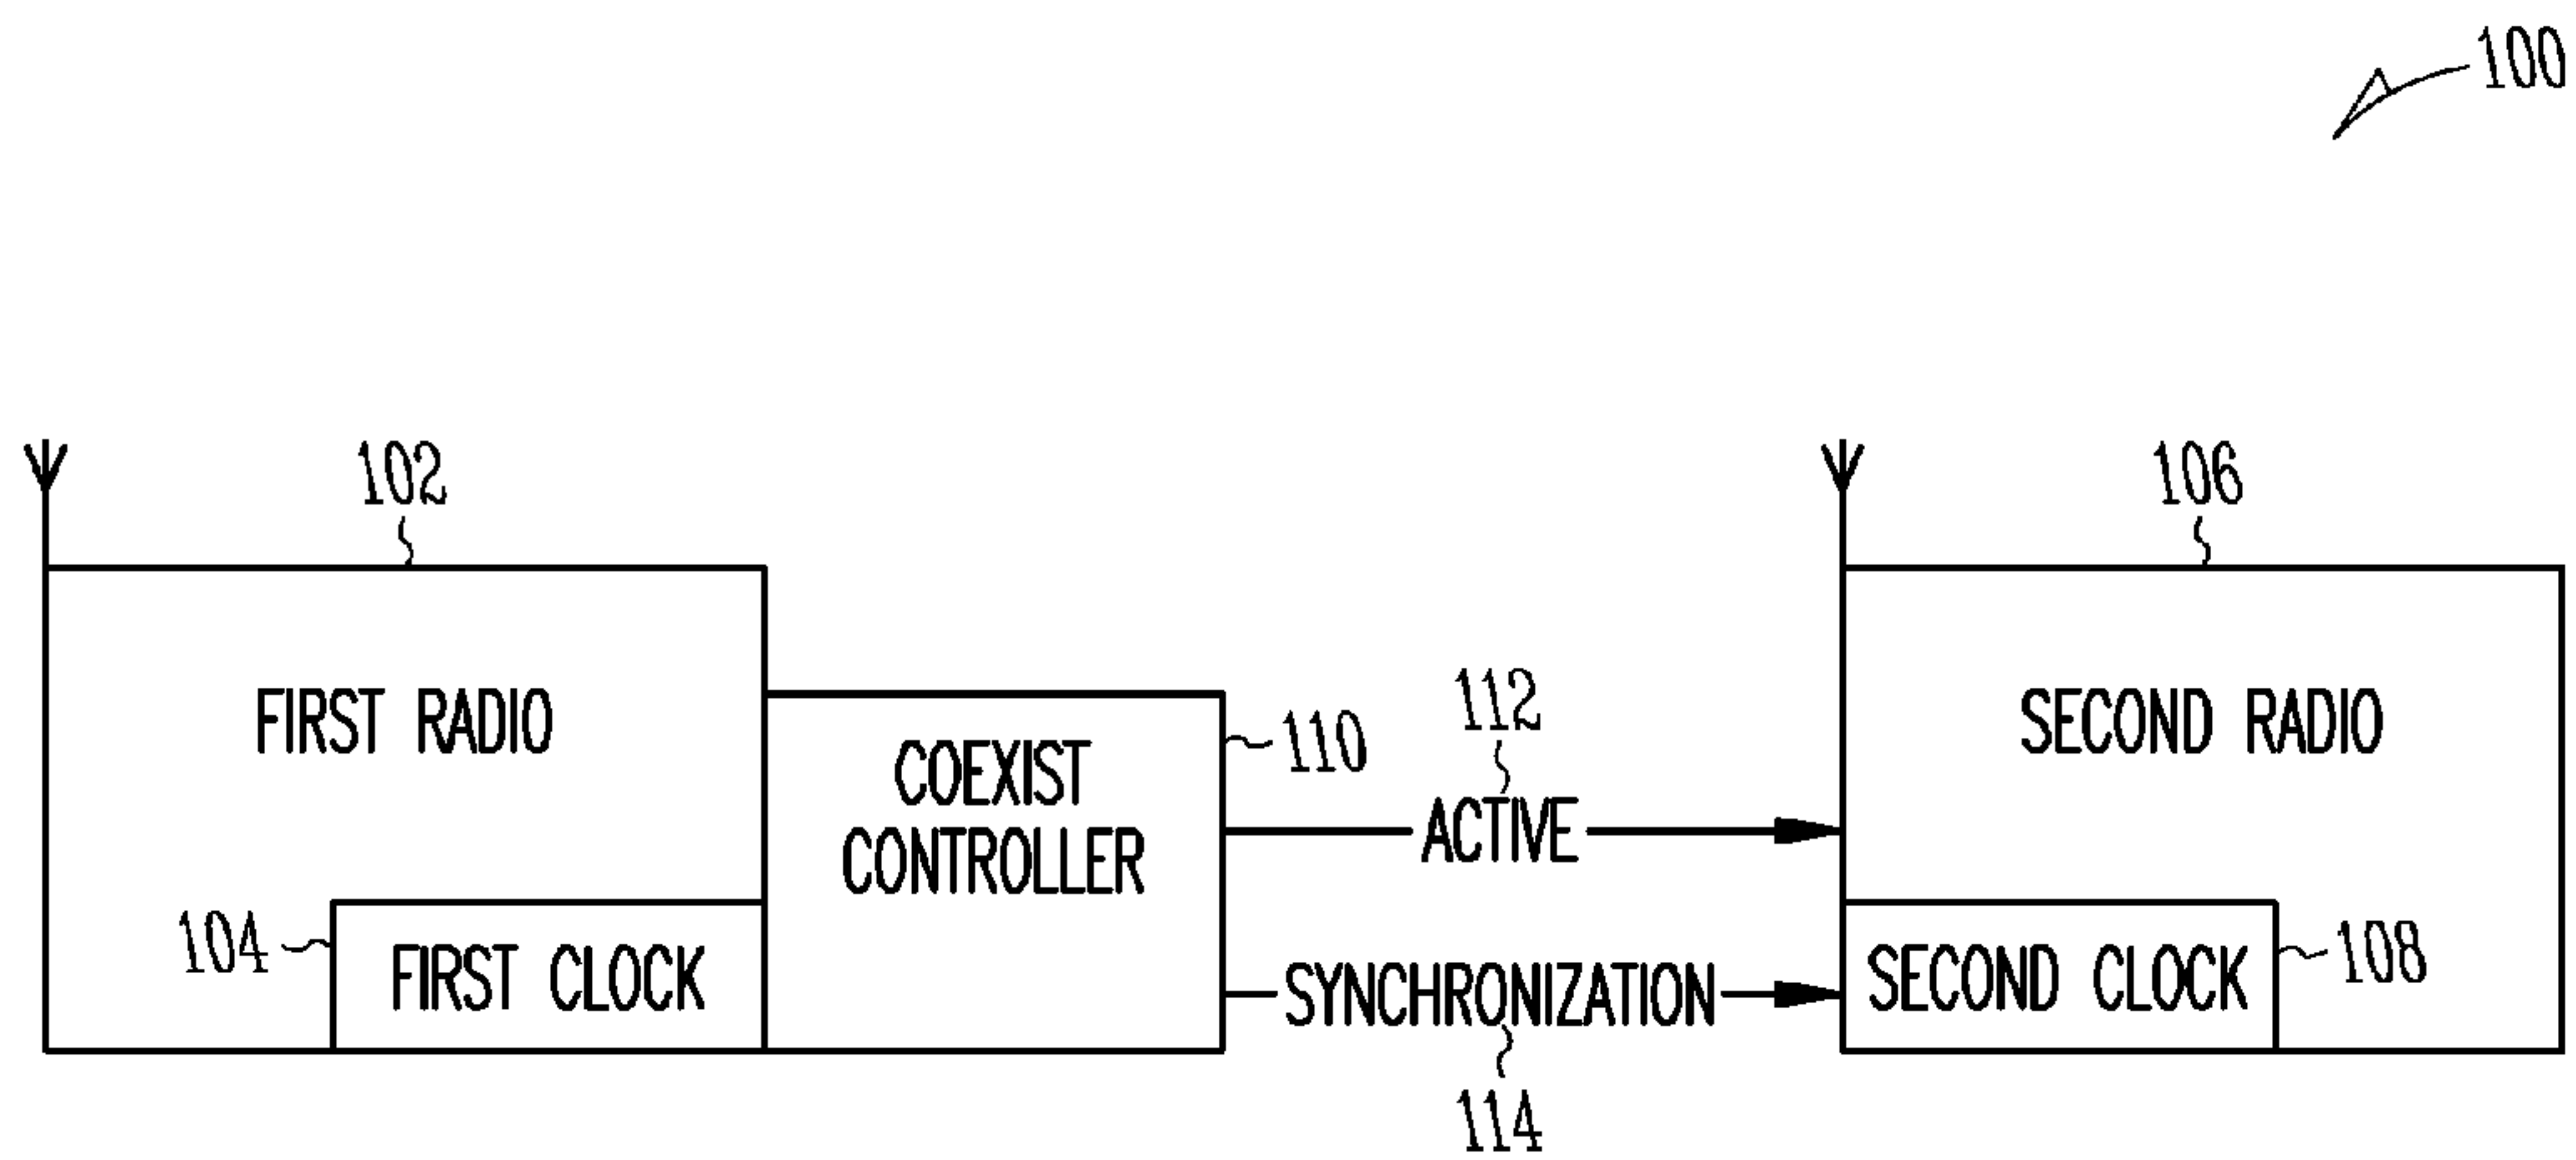 100
102
106
FIRST RADIO
SECOND RADIO
COEXIST
CONTROLLER
110
112
ACTIVE
104
FIRST CLOCK
SYNCHRONIZATION
SECOND CLOCK
108
114